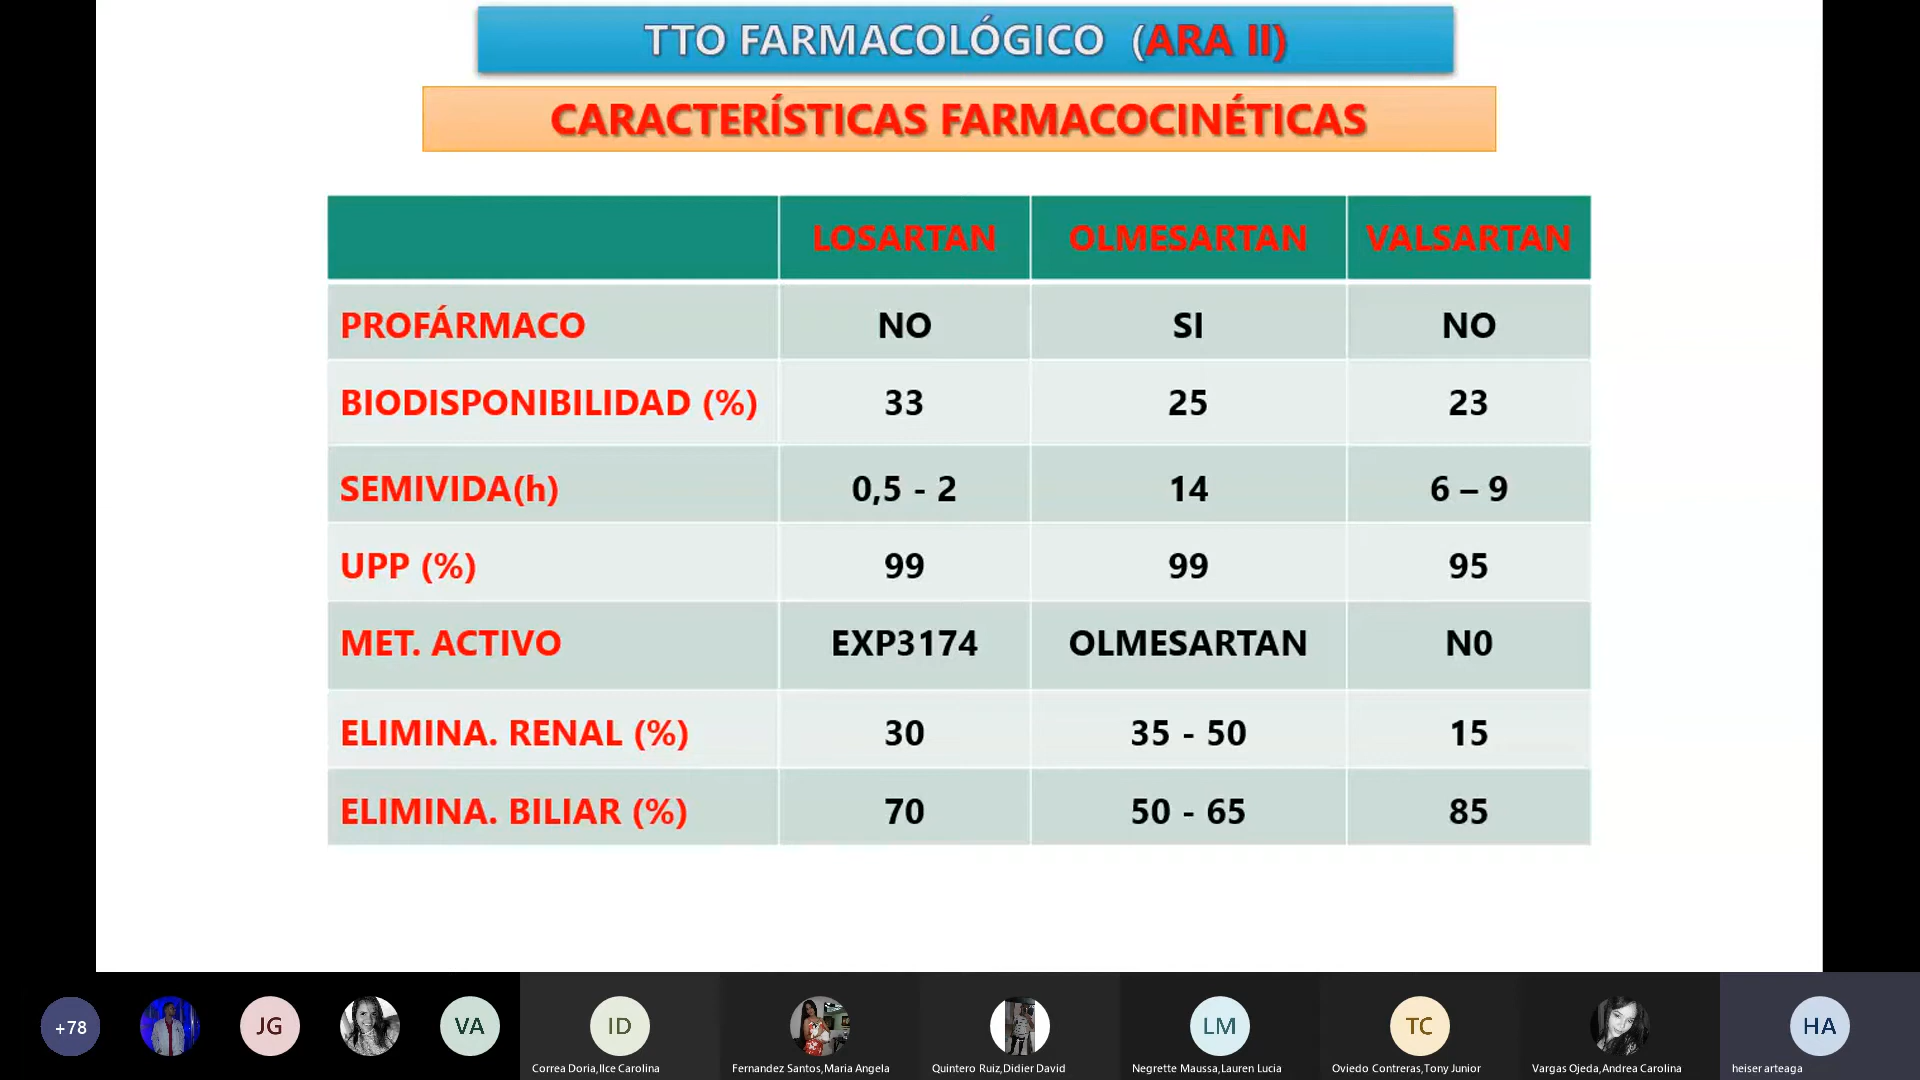 TTO FARMACOLÓGICO (ARA II)
CARACTERÍSTICAS FARMACOCINÉTICAS
LOSARTAN OLMESARTAN VALSARTAN
PROFÁRMACO NO SI NO
BIODISPONIBILIDAD (%) 33 25 23
SEMIVIDA(h) 0,5 - 2 14 6 – 9
UPP (%) 99 99 95
MET. ACTIVO EXP3174 OLMESARTAN N0
ELIMINA. RENAL (%) 30 35 - 50 15
ELIMINA. BILIAR (%) 70 50 - 65 85
+78 JG VA ID LM TC HA
Correa Doria,Ilce Carolina Fernandez Santos,Maria Angela Quintero Ruiz,Didier David Negrette Maussa,Lauren Lucia Oviedo Contreras,Tony Junior Vargas Ojeda,Andrea Carolina heiser arteaga